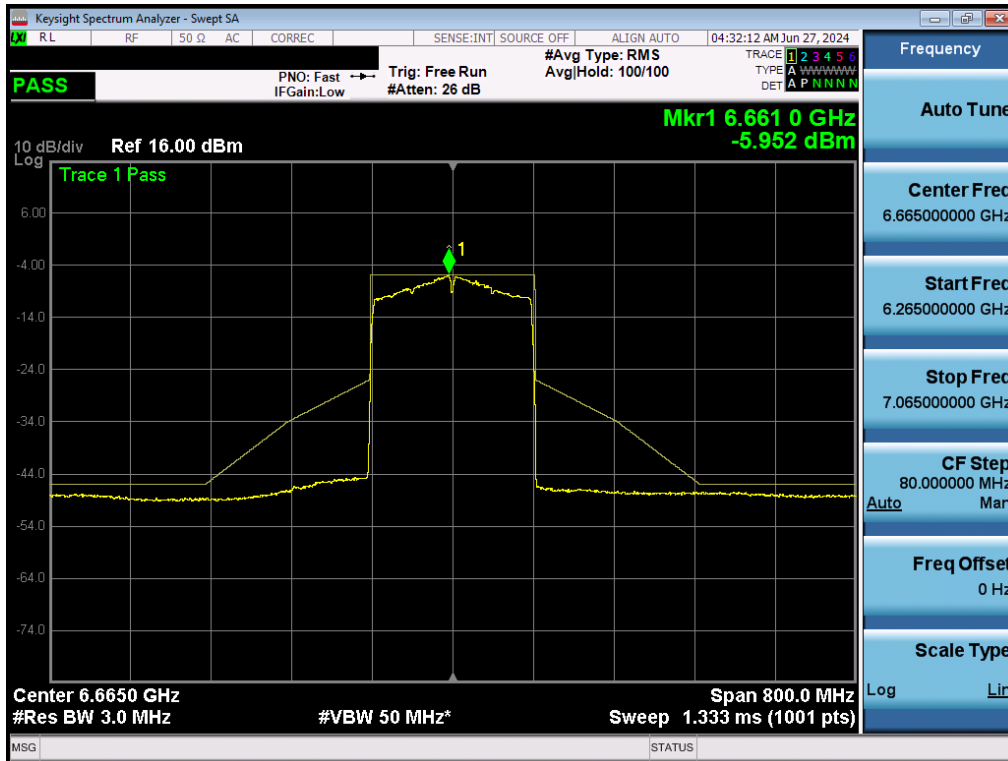 Keysight Spectrum Analyzer - Swept SA
LXI RL RF 50 Ω AC CORREC SENSE:INT SOURCE OFF ALIGN AUTO 04:32:12 AM Jun 27, 2024
PASS
PNO: Fast
IFGain:Low
Trig: Free Run
#Atten: 26 dB
#Avg Type: RMS
Avg|Hold: 100/100
TRACE 1 2 3 4 5 6
TYPE A WWWWW
DET A P N N N N
Mkr1 6.661 0 GHz
-5.952 dBm
10 dB/div Ref 16.00 dBm
Log
Trace 1 Pass
1
6.00
-4.00
-14.0
-24.0
-34.0
-44.0
-54.0
-64.0
-74.0
Center 6.6650 GHz Span 800.0 MHz
#Res BW 3.0 MHz #VBW 50 MHz* Sweep 1.333 ms (1001 pts)
MSG STATUS
Frequency
Auto Tune
Center Freq
6.665000000 GHz
Start Freq
6.265000000 GHz
Stop Freq
7.065000000 GHz
CF Step
80.000000 MHz
Auto Man
Freq Offset
0 Hz
Scale Type
Log Lin